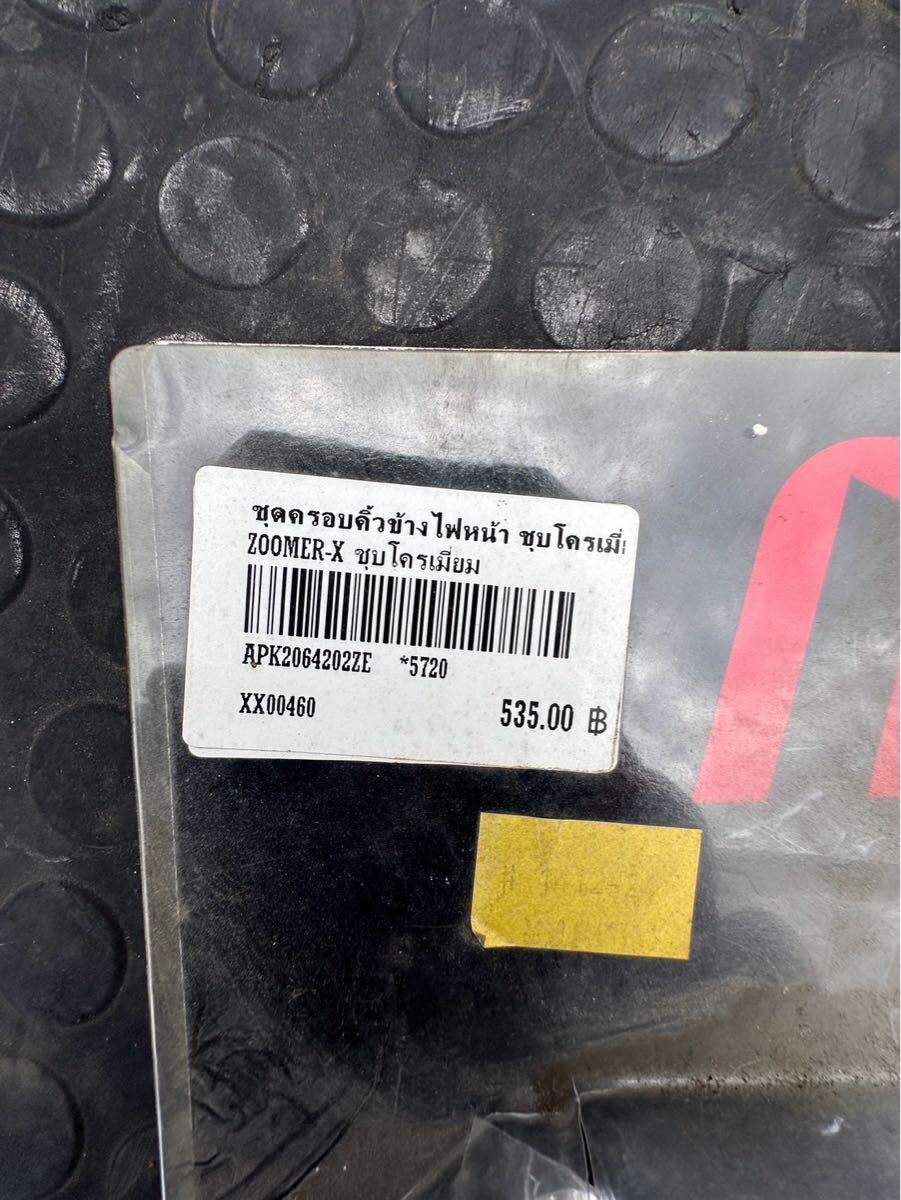 ชุดครอบคิ้วข้างไฟหน้า ชุบโครเมี่
ZOOMER-X ชุบโครเมี่ยม
APK2064202ZE *5720
XX00460 535.00 ฿